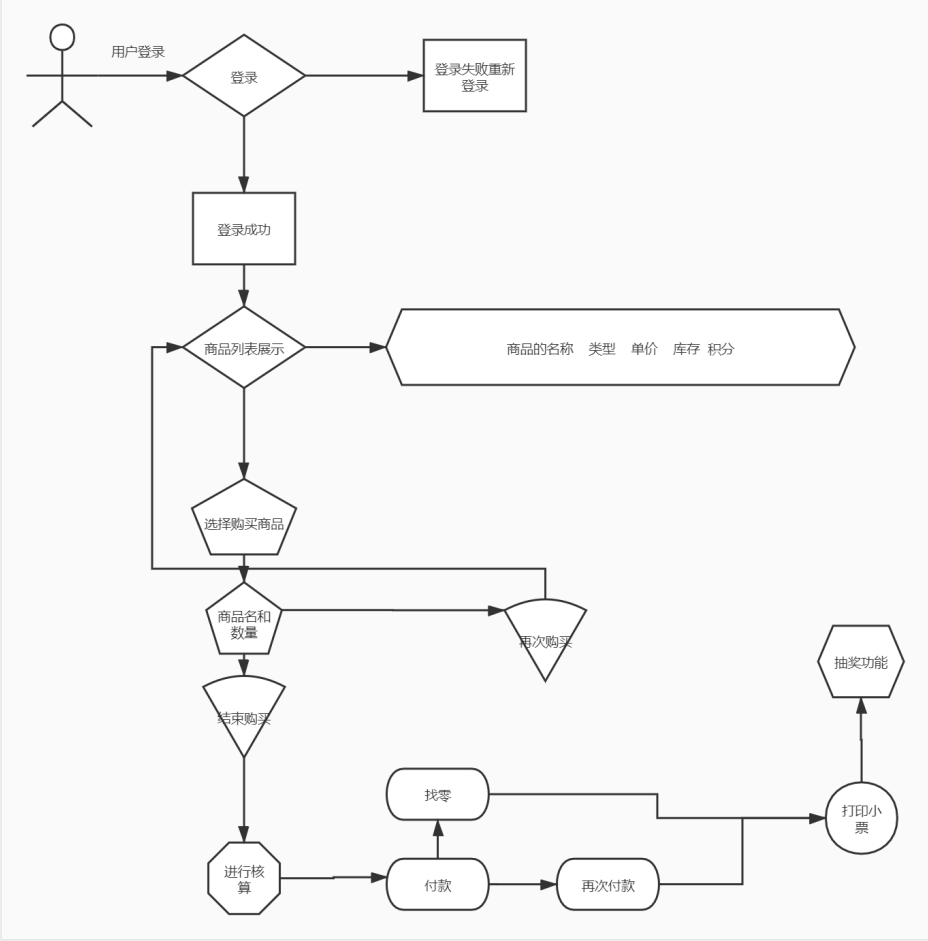 用户登录
登录
登录失败重新
登录
登录成功
商品列表展示
商品的名称 类型 单价 库存 积分
选择购买商品
商品名和
数量
再次购买
结束购买
抽奖功能
找零
打印小
票
进行核
算
付款
再次付款